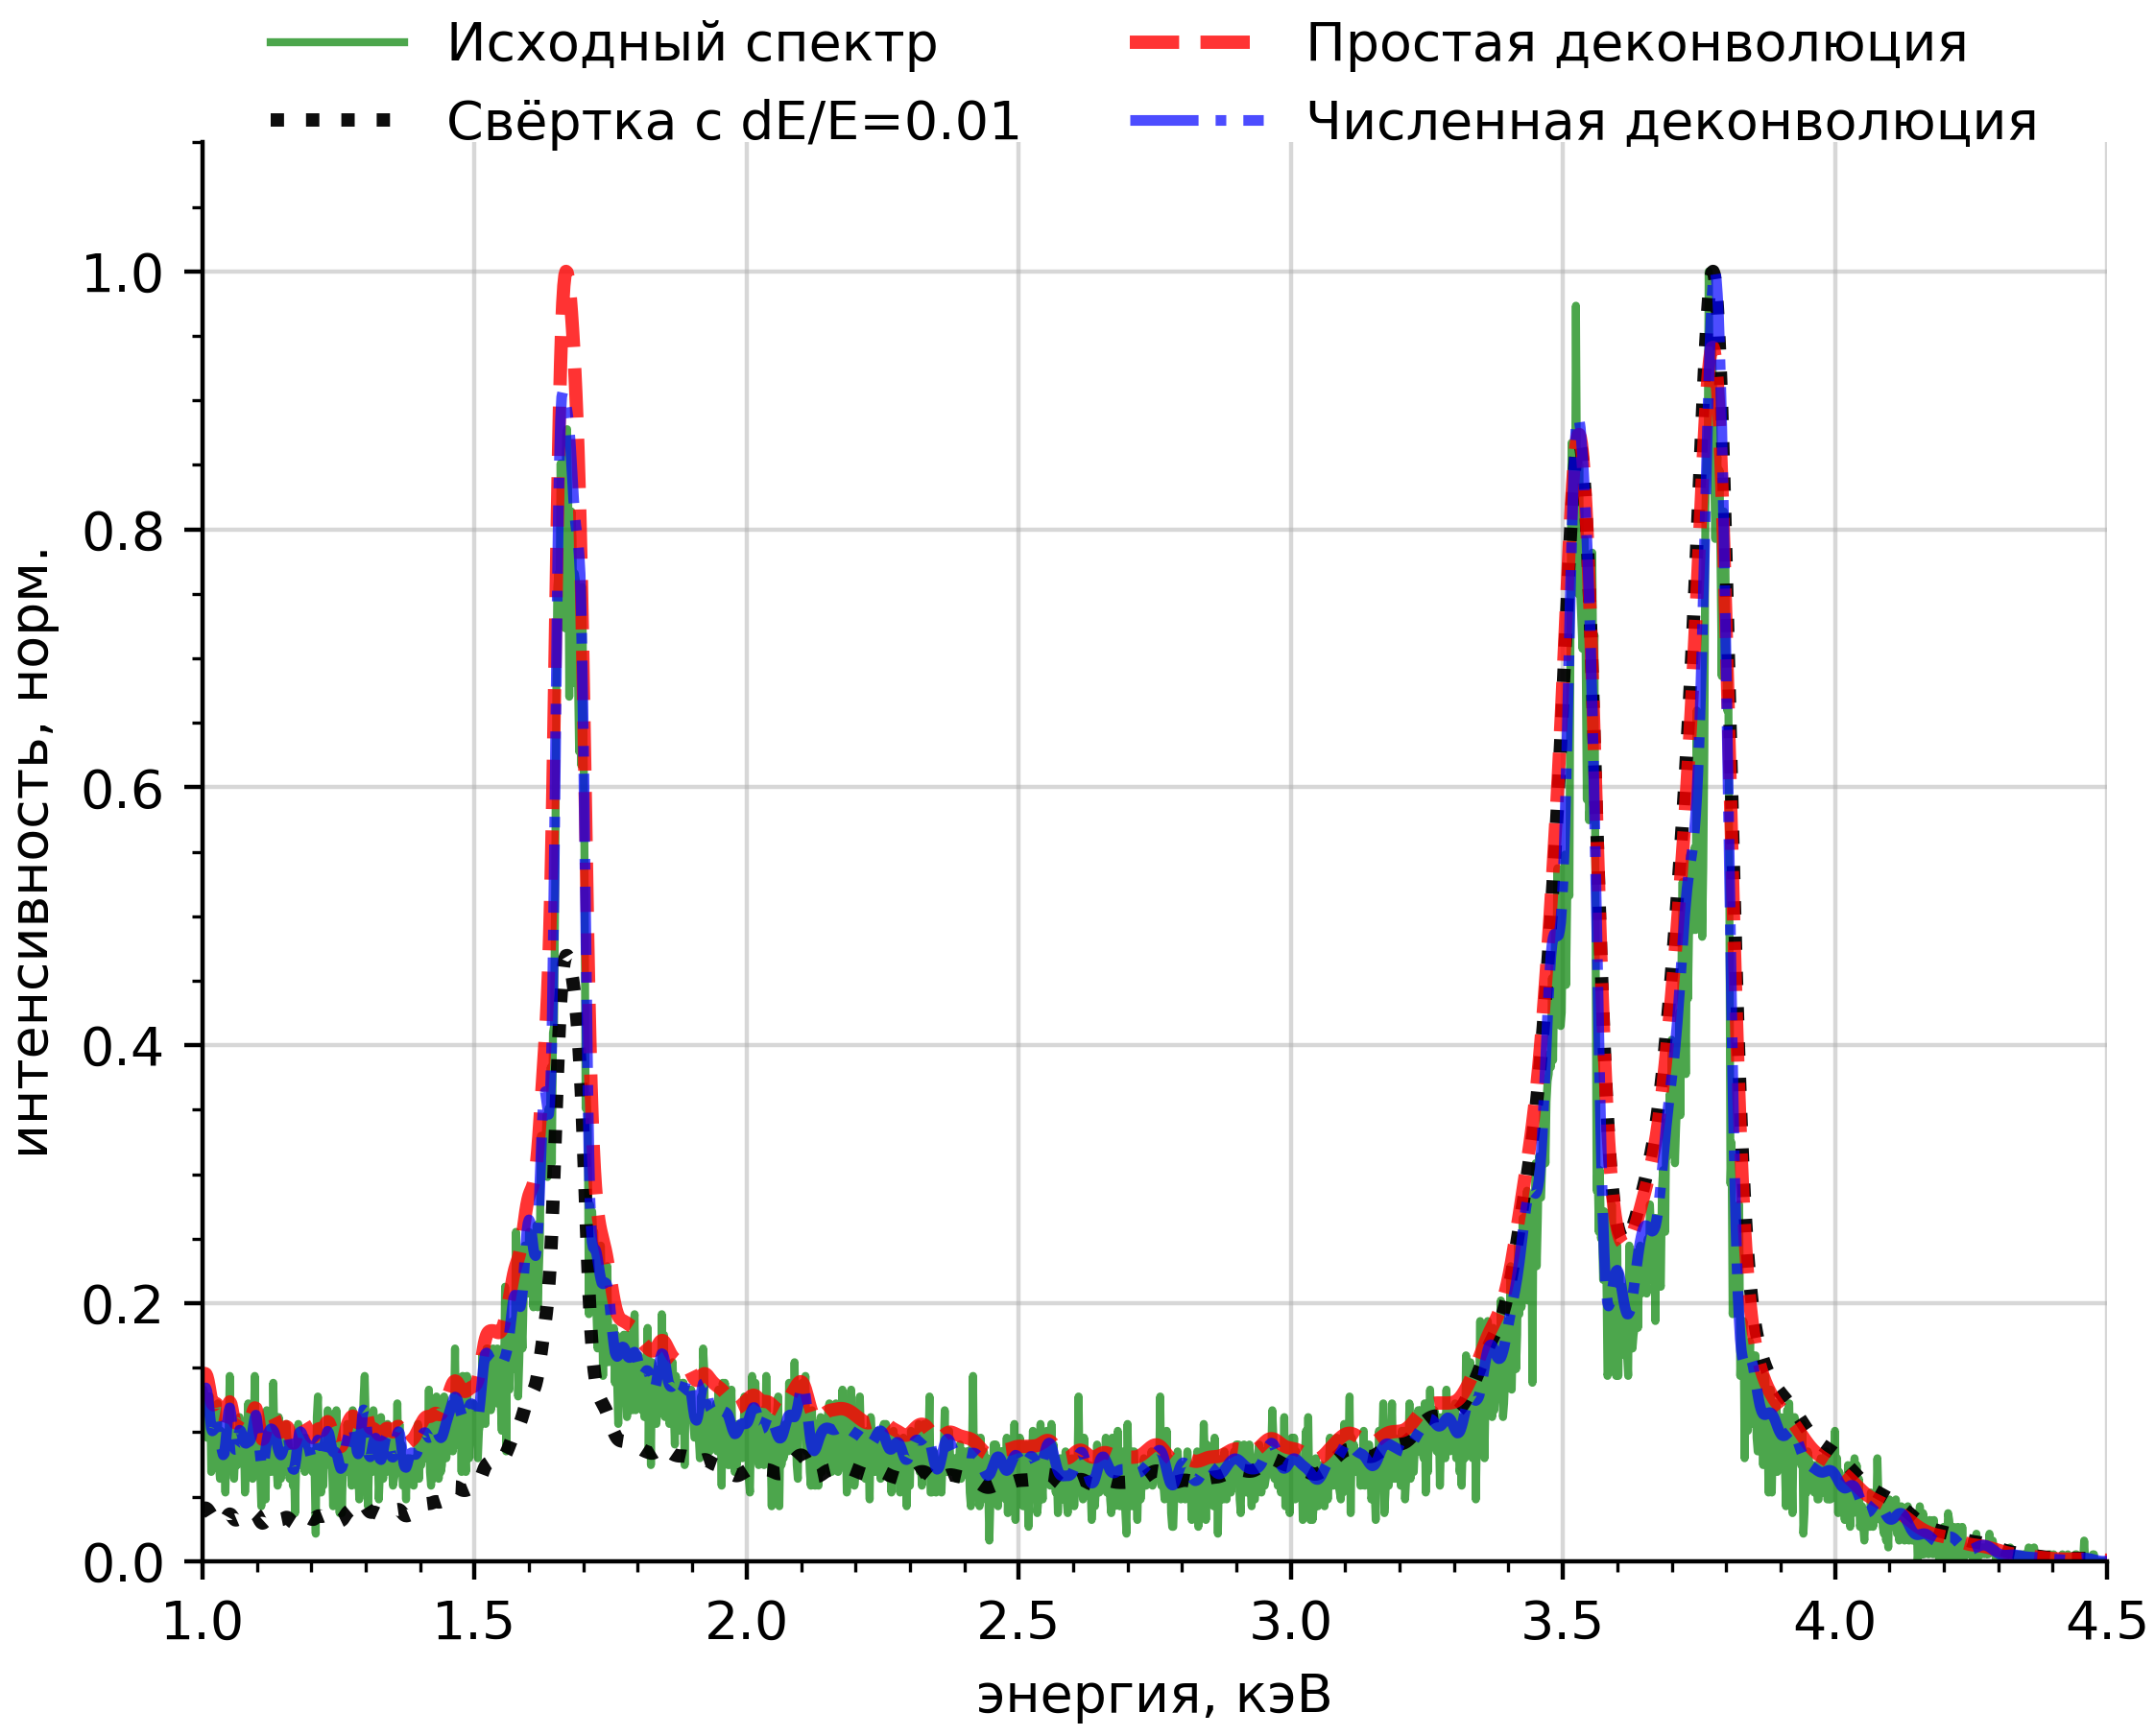 Исходный спектр
Простая деконволюция
Свёртка с dE/E=0.01
Численная деконволюция
интенсивность, норм.
1.0
0.8
0.6
0.4
0.2
0.0
1.0 1.5 2.0 2.5 3.0 3.5 4.0 4.5
энергия, кэВ